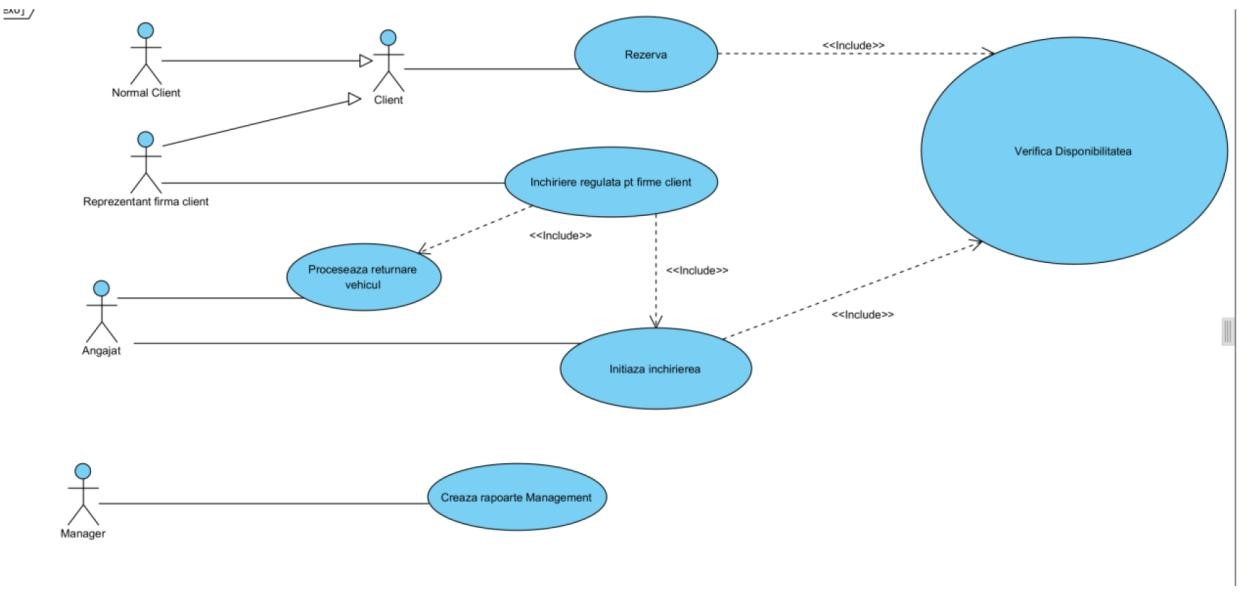 Rezerva
<<Include>>
Normal Client
Client
Verifica Disponibilitatea
Inchiriere regulata pt firme client
Reprezentant firma client
<<Include>>
Proceseaza returnare
vehicul
<<Include>>
<<Include>>
Angajat
Initiaza inchirierea
Creaza rapoarte Management
Manager